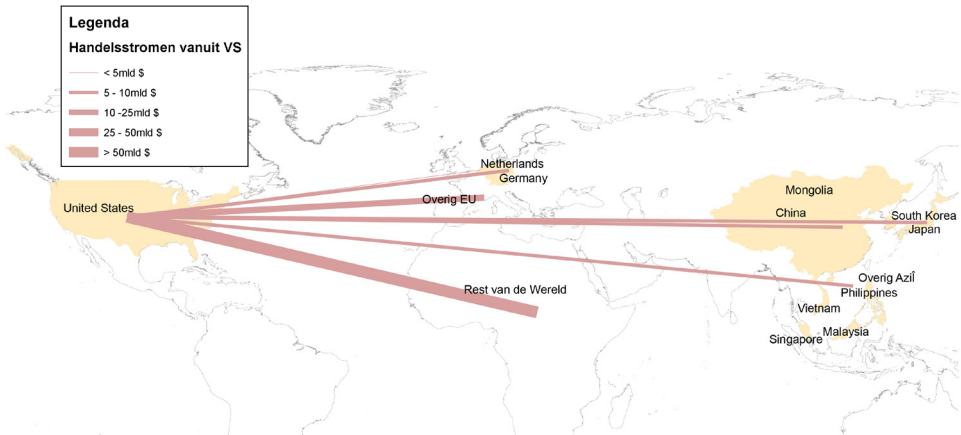 Legenda
Handelsstromen vanuit VS
< 5mld $
5 - 10mld $
10 -25mld $
25 - 50mld $
> 50mld $
Netherlands
Germany
Mongolia
Overig EU
United States
China
South Korea
Japan
Overig AziÎ
Rest van de Wereld
Philippines
Vietnam
Malaysia
Singapore